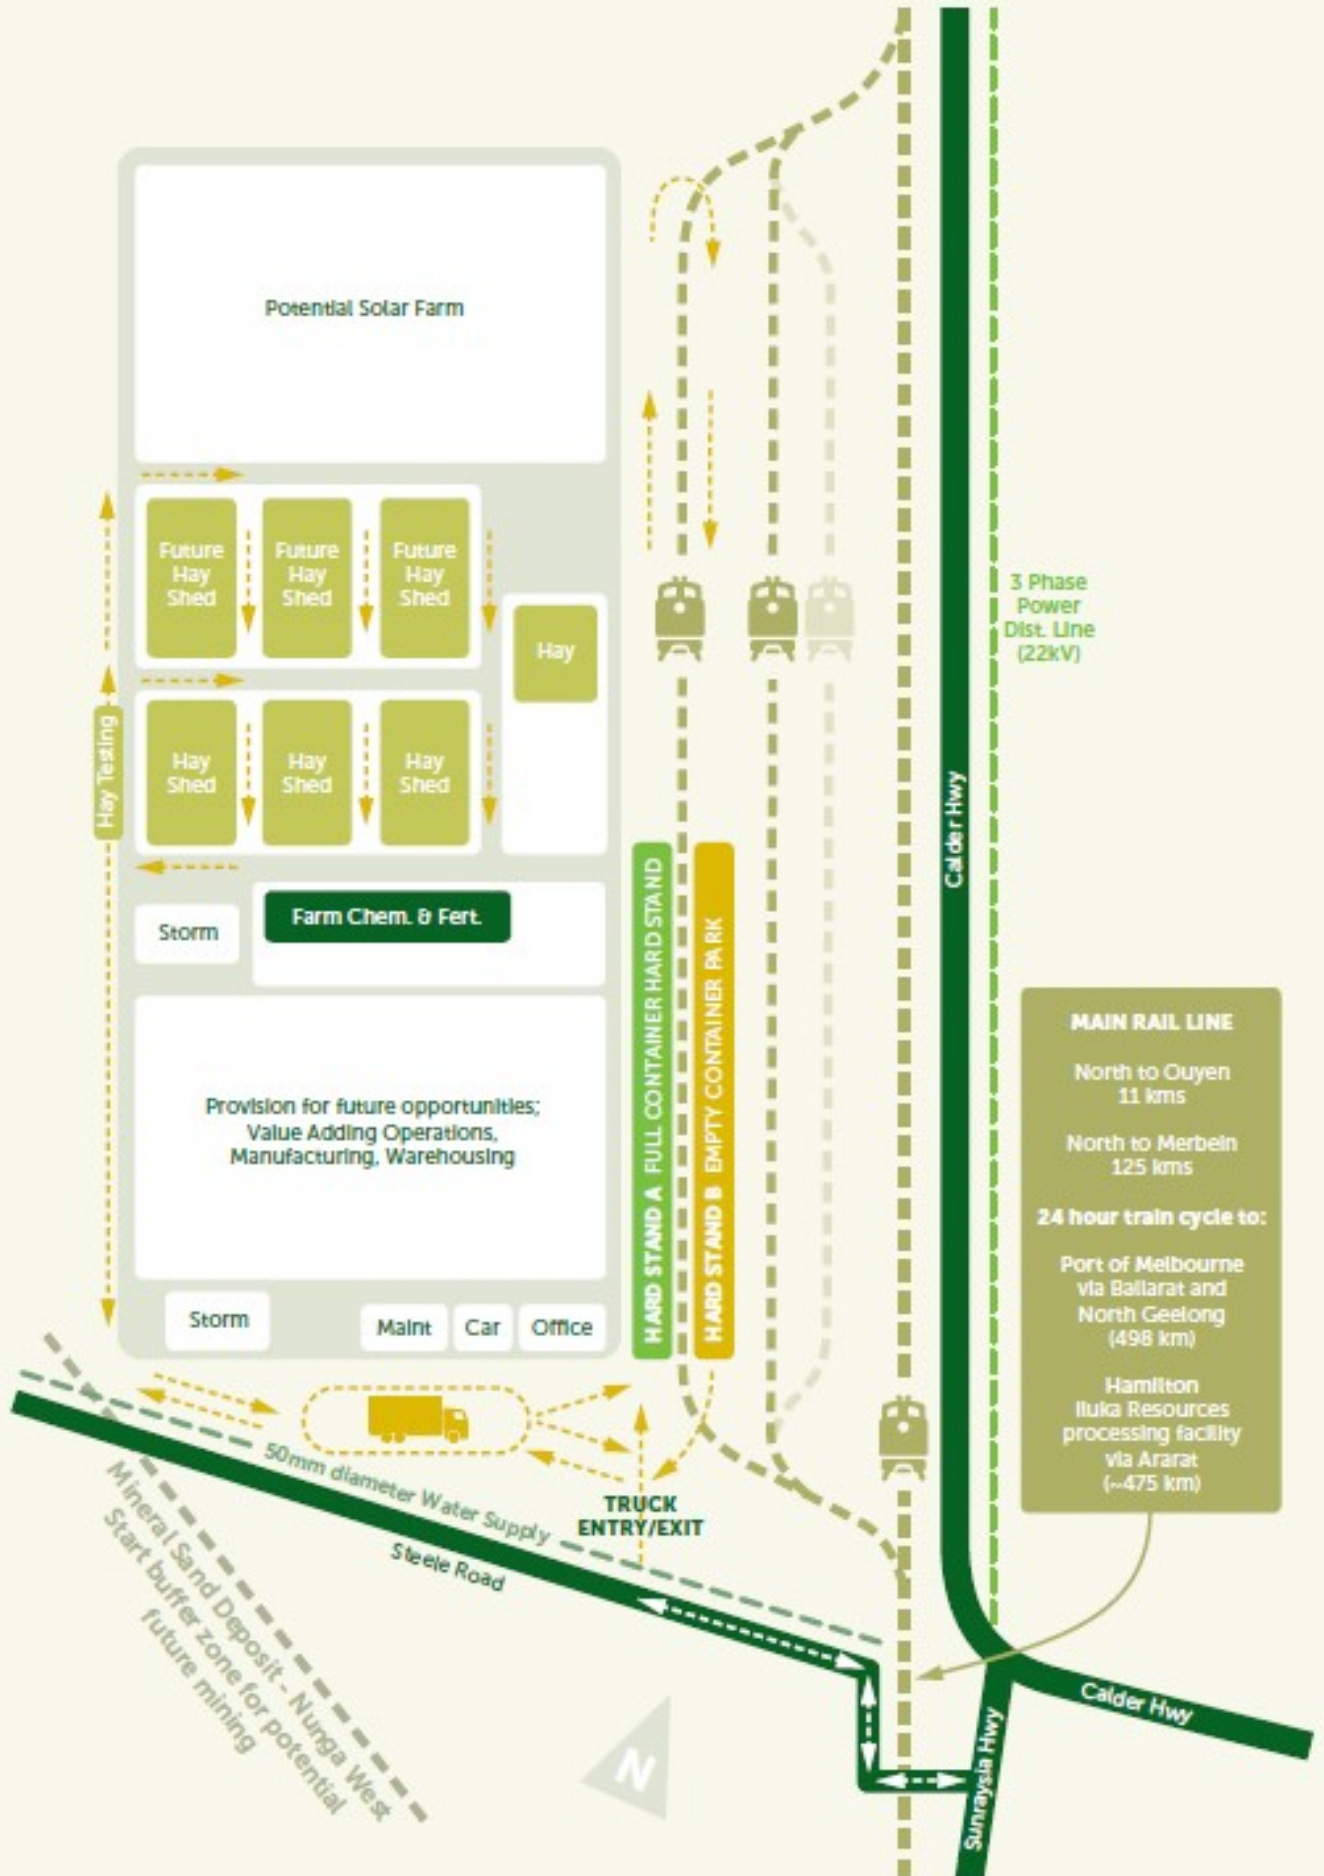 Potential Solar Farm
Future
Hay
Shed
Future
Hay
Shed
Future
Hay
Shed
Hay
Hay Testing
Hay
Shed
Hay
Shed
Hay
Shed
Storm
Farm Chem. & Fert.
Provision for future opportunities;
Value Adding Operations,
Manufacturing, Warehousing
Storm
Maint
Car
Office
HARD STAND A FULL CONTAINER HARD STAND
HARD STAND B EMPTY CONTAINER PARK
3 Phase
Power
Dist. Line
(22kV)
Calder Hwy
MAIN RAIL LINE
North to Ouyen
11 kms
North to Merbein
125 kms
24 hour train cycle to:
Port of Melbourne
via Ballarat and
North Geelong
(498 km)
Hamilton
Iluka Resources
processing facility
via Ararat
(~475 km)
50mm diameter Water Supply
TRUCK
ENTRY/EXIT
Steele Road
Mineral Sand Deposit - Nunga West
Start buffer zone for potential
future mining
N
Calder Hwy
Sunraysia Hwy